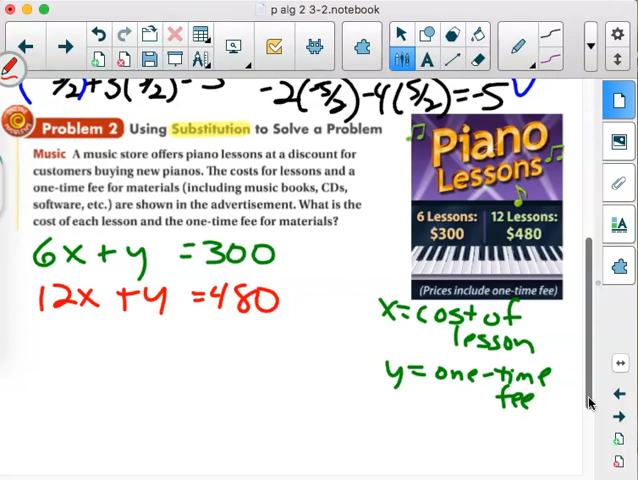 p alg 2 3-2.notebook
-2(-5/2)-4(5/2)=-5
Problem 2 Using Substitution to Solve a Problem
Music A music store offers piano lessons at a discount for
customers buying new pianos. The costs for lessons and a
one-time fee for materials (including music books, CDs,
software, etc.) are shown in the advertisement. What is the
cost of each lesson and the one-time fee for materials?
Piano
Lessons
6 Lessons:
$300
12 Lessons:
$480
(Prices include one-time fee)
6x + y = 300
12x + y = 480
x = cost of
lesson
y = one-time
fee